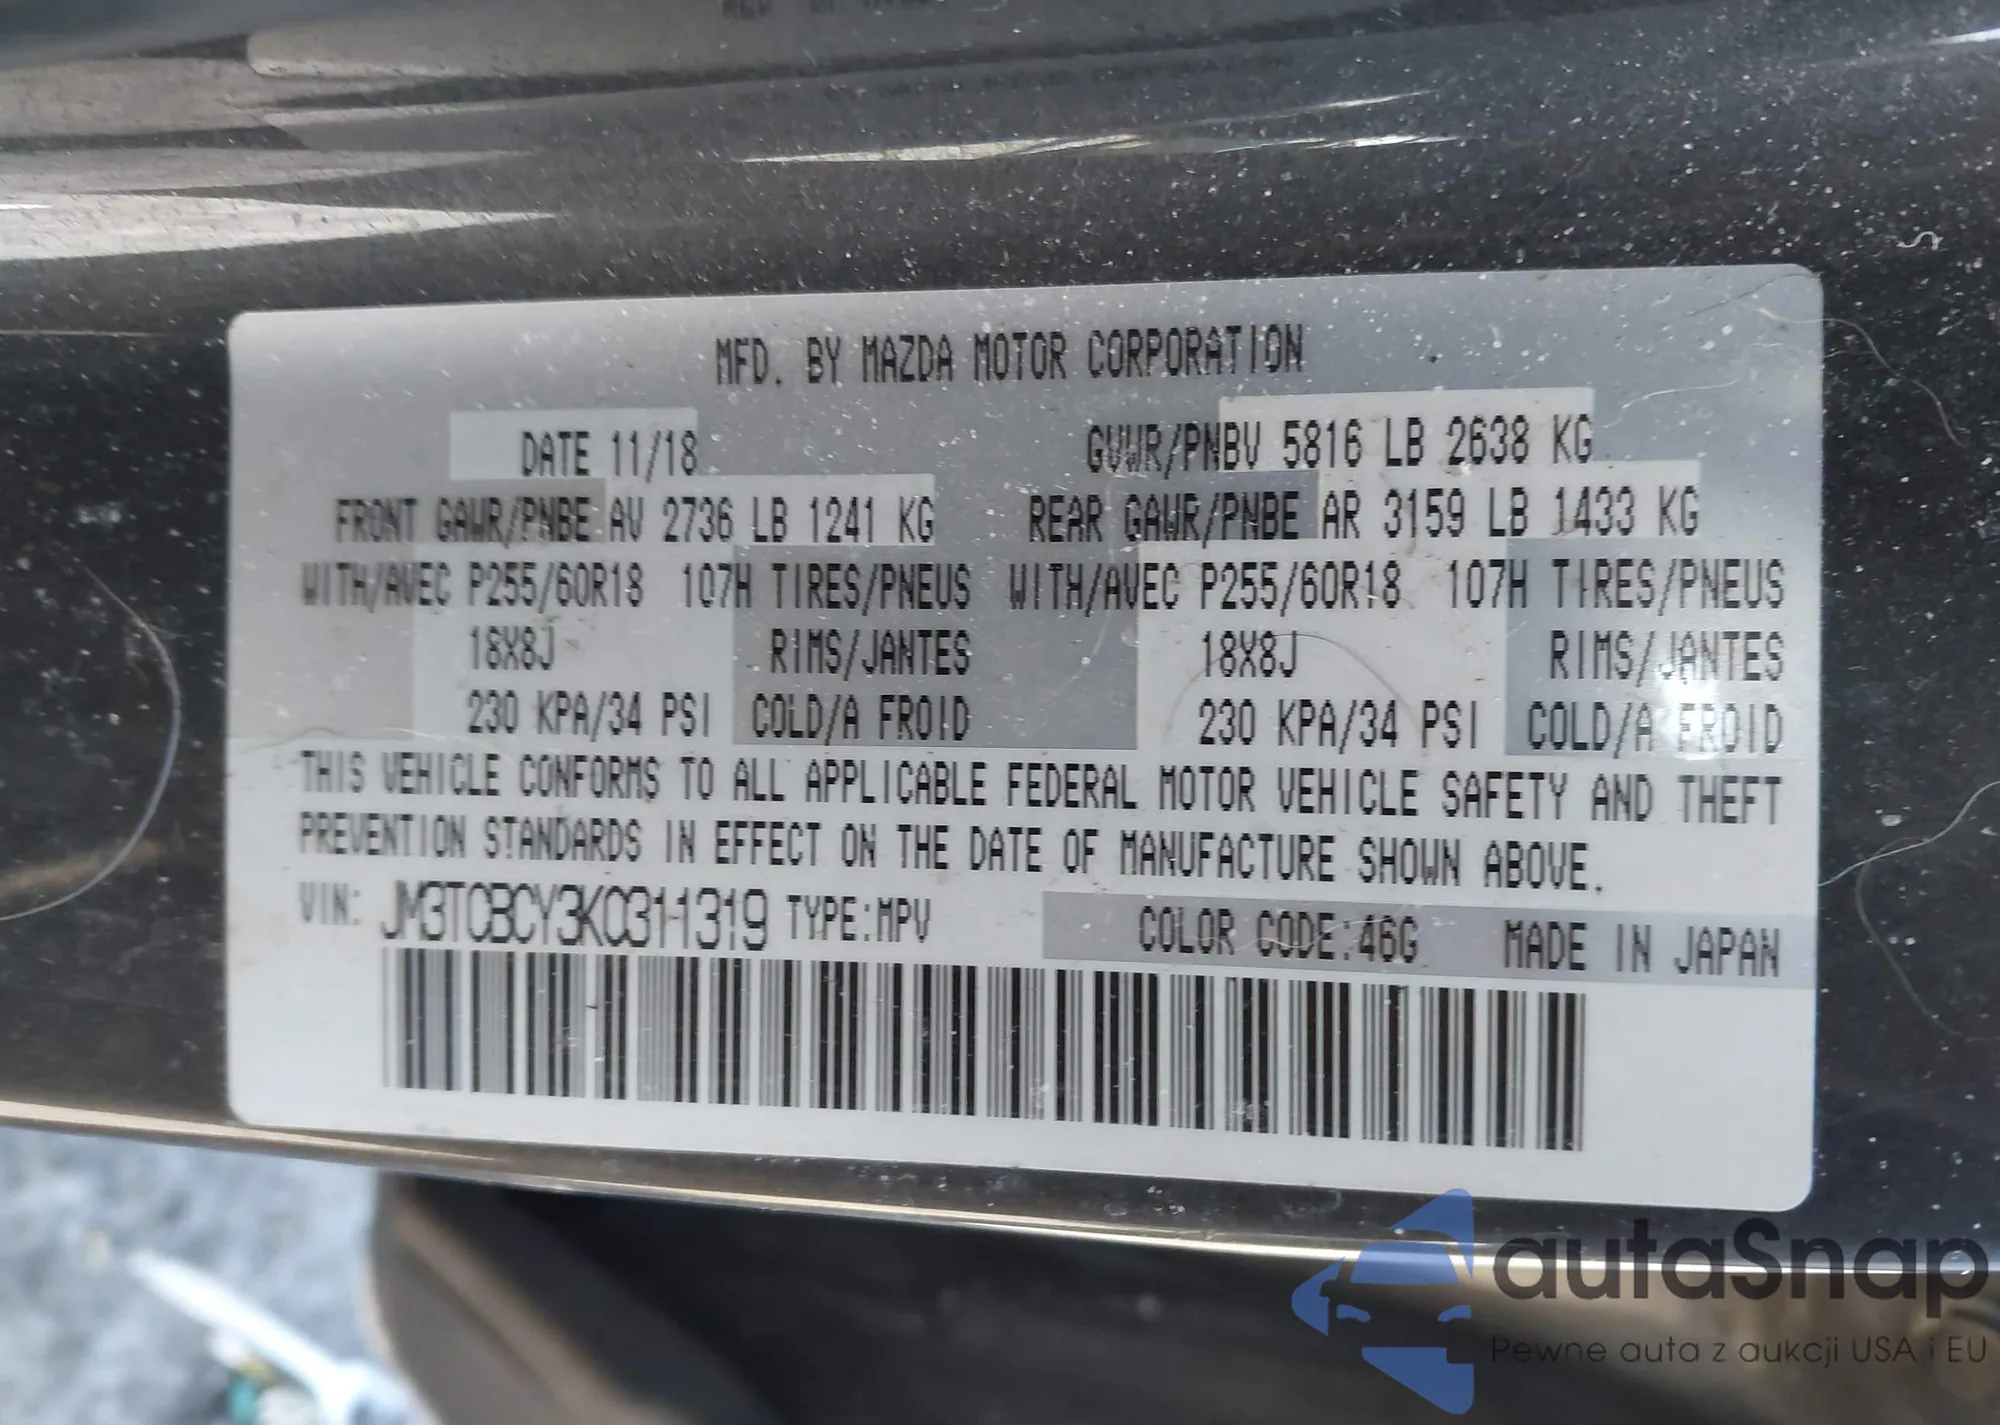 MFD. BY MAZDA MOTOR CORPORATION
DATE 11/18 GVWR/PNBV 5816 LB 2638 KG
FRONT GAWR/PNBE AV 2736 LB 1241 KG REAR GAWR/PNBE AR 3159 LB 1433 KG
WITH/AVEC P255/60R18 107H TIRES/PNEUS WITH/AVEC P255/60R18 107H TIRES/PNEUS
18X8J RIMS/JANTES 18X8J RIMS/JANTES
230 KPA/34 PSI COLD/A FROID 230 KPA/34 PSI COLD/A FROID
THIS VEHICLE CONFORMS TO ALL APPLICABLE FEDERAL MOTOR VEHICLE SAFETY AND THEFT
PREVENTION STANDARDS IN EFFECT ON THE DATE OF MANUFACTURE SHOWN ABOVE.
VIN: JM3TCBCY3K0311319 TYPE:MPV COLOR CODE:46G MADE IN JAPAN
autaSnap
Pewne auta z aukcji USA i EU